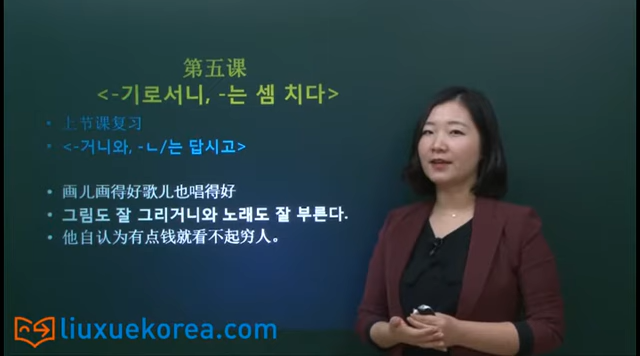 第五课
<-기로서니, -는 셈 치다>
• 上节课复习
• <-거니와, -ㄴ/는 답시고>
• 画儿画得好歌儿也唱得好
• 그림도 잘 그리거니와 노래도 잘 부른다.
• 他自认为有点钱就看不起穷人。
liuxuekorea.com